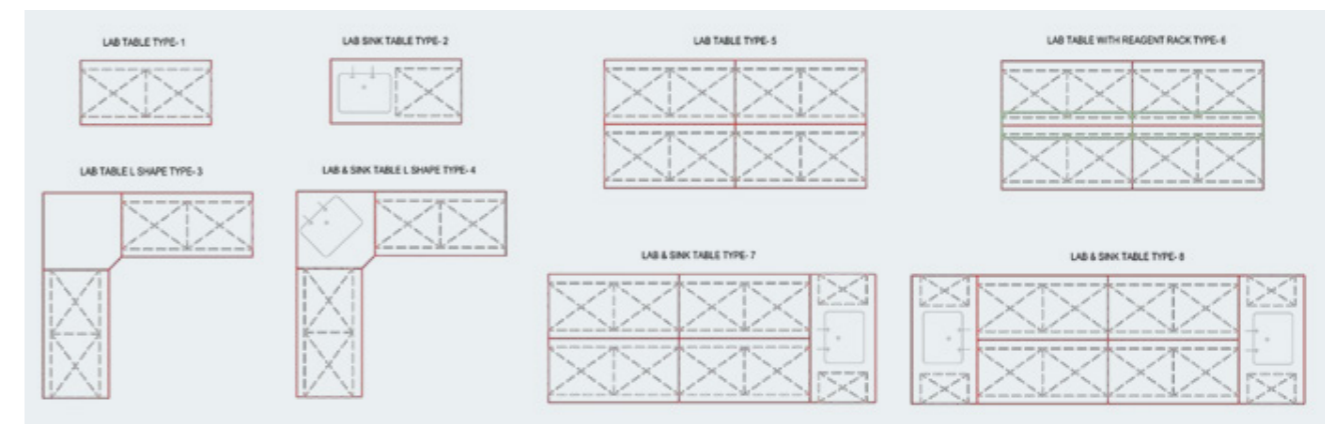 LAB TABLE TYPE- 1
LAB SINK TABLE TYPE- 2
LAB TABLE TYPE- 5
LAB TABLE WITH REAGENT RACK TYPE- 6
LAB TABLE L SHAPE TYPE- 3
LAB & SINK TABLE L SHAPE TYPE- 4
LAB & SINK TABLE TYPE- 7
LAB & SINK TABLE TYPE- 8